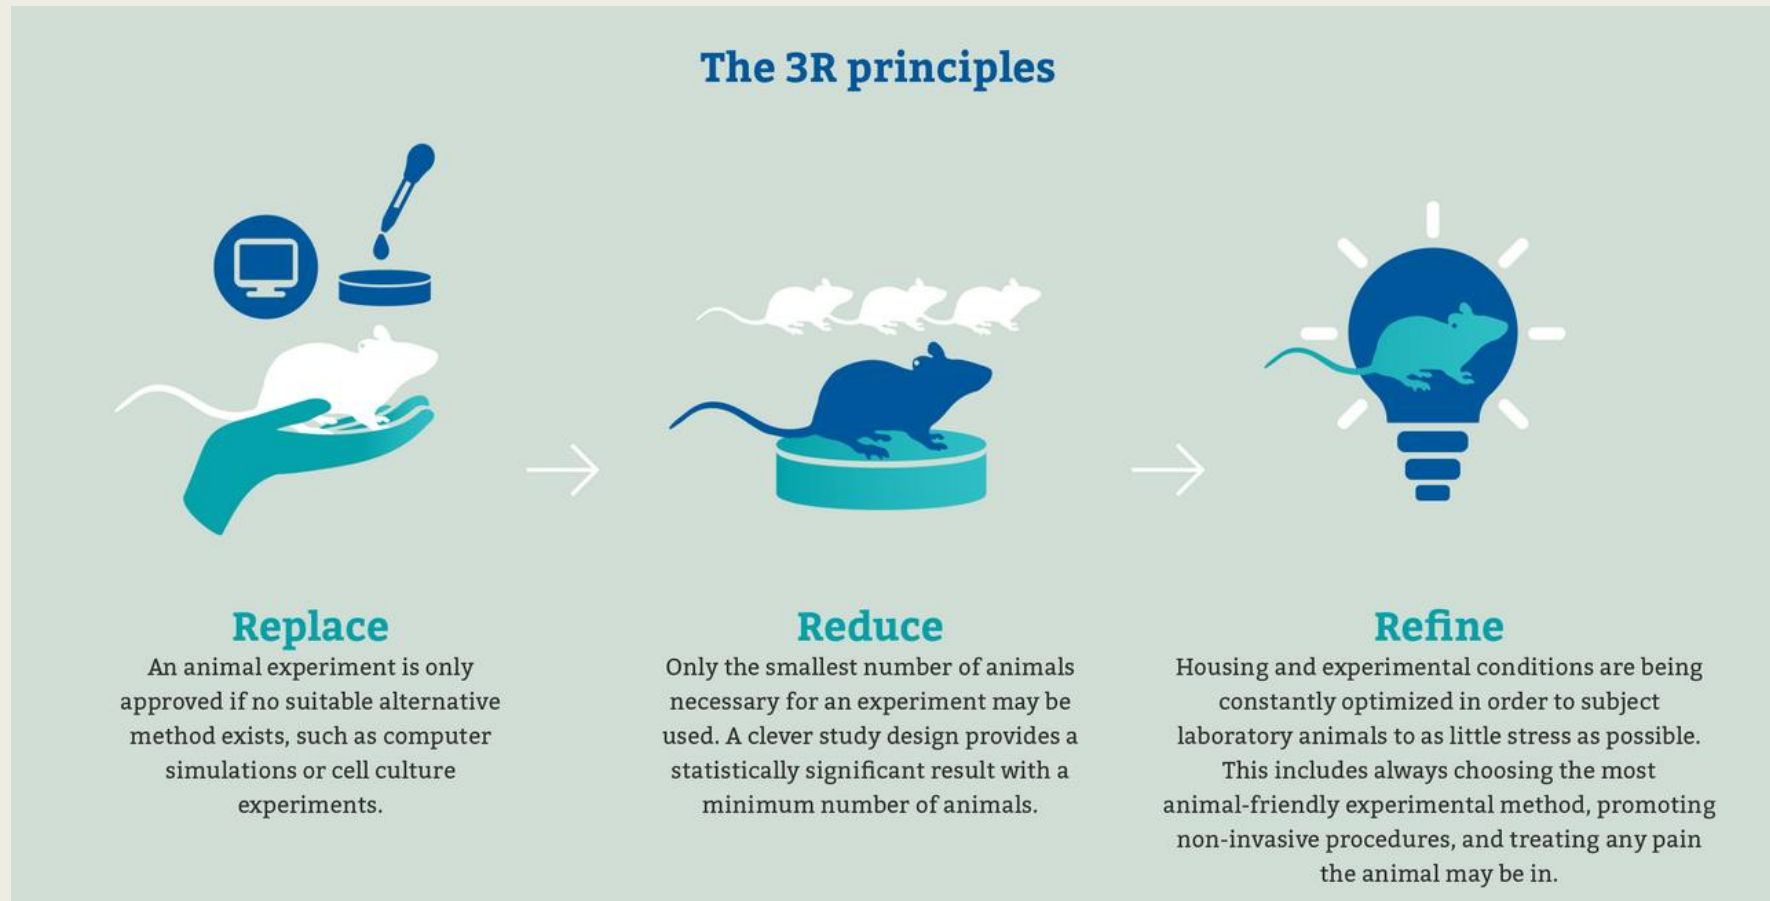 The 3R principles
Replace
An animal experiment is only
approved if no suitable alternative
method exists, such as computer
simulations or cell culture
experiments.
Reduce
Only the smallest number of animals
necessary for an experiment may be
used. A clever study design provides a
statistically significant result with a
minimum number of animals.
Refine
Housing and experimental conditions are being
constantly optimized in order to subject
laboratory animals to as little stress as possible.
This includes always choosing the most
animal-friendly experimental method, promoting
non-invasive procedures, and treating any pain
the animal may be in.